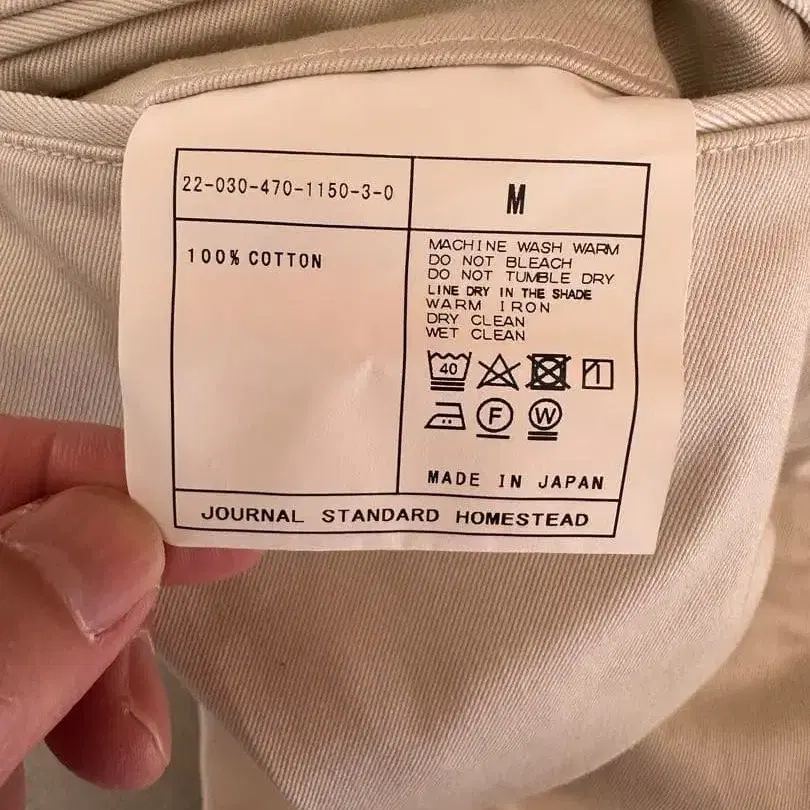 22-030-470-1150-3-0
M
100% COTTON
MACHINE WASH WARM
DO NOT BLEACH
DO NOT TUMBLE DRY
LINE DRY IN THE SHADE
WARM IRON
DRY CLEAN
WET CLEAN
40
F W
MADE IN JAPAN
JOURNAL STANDARD HOMESTEAD